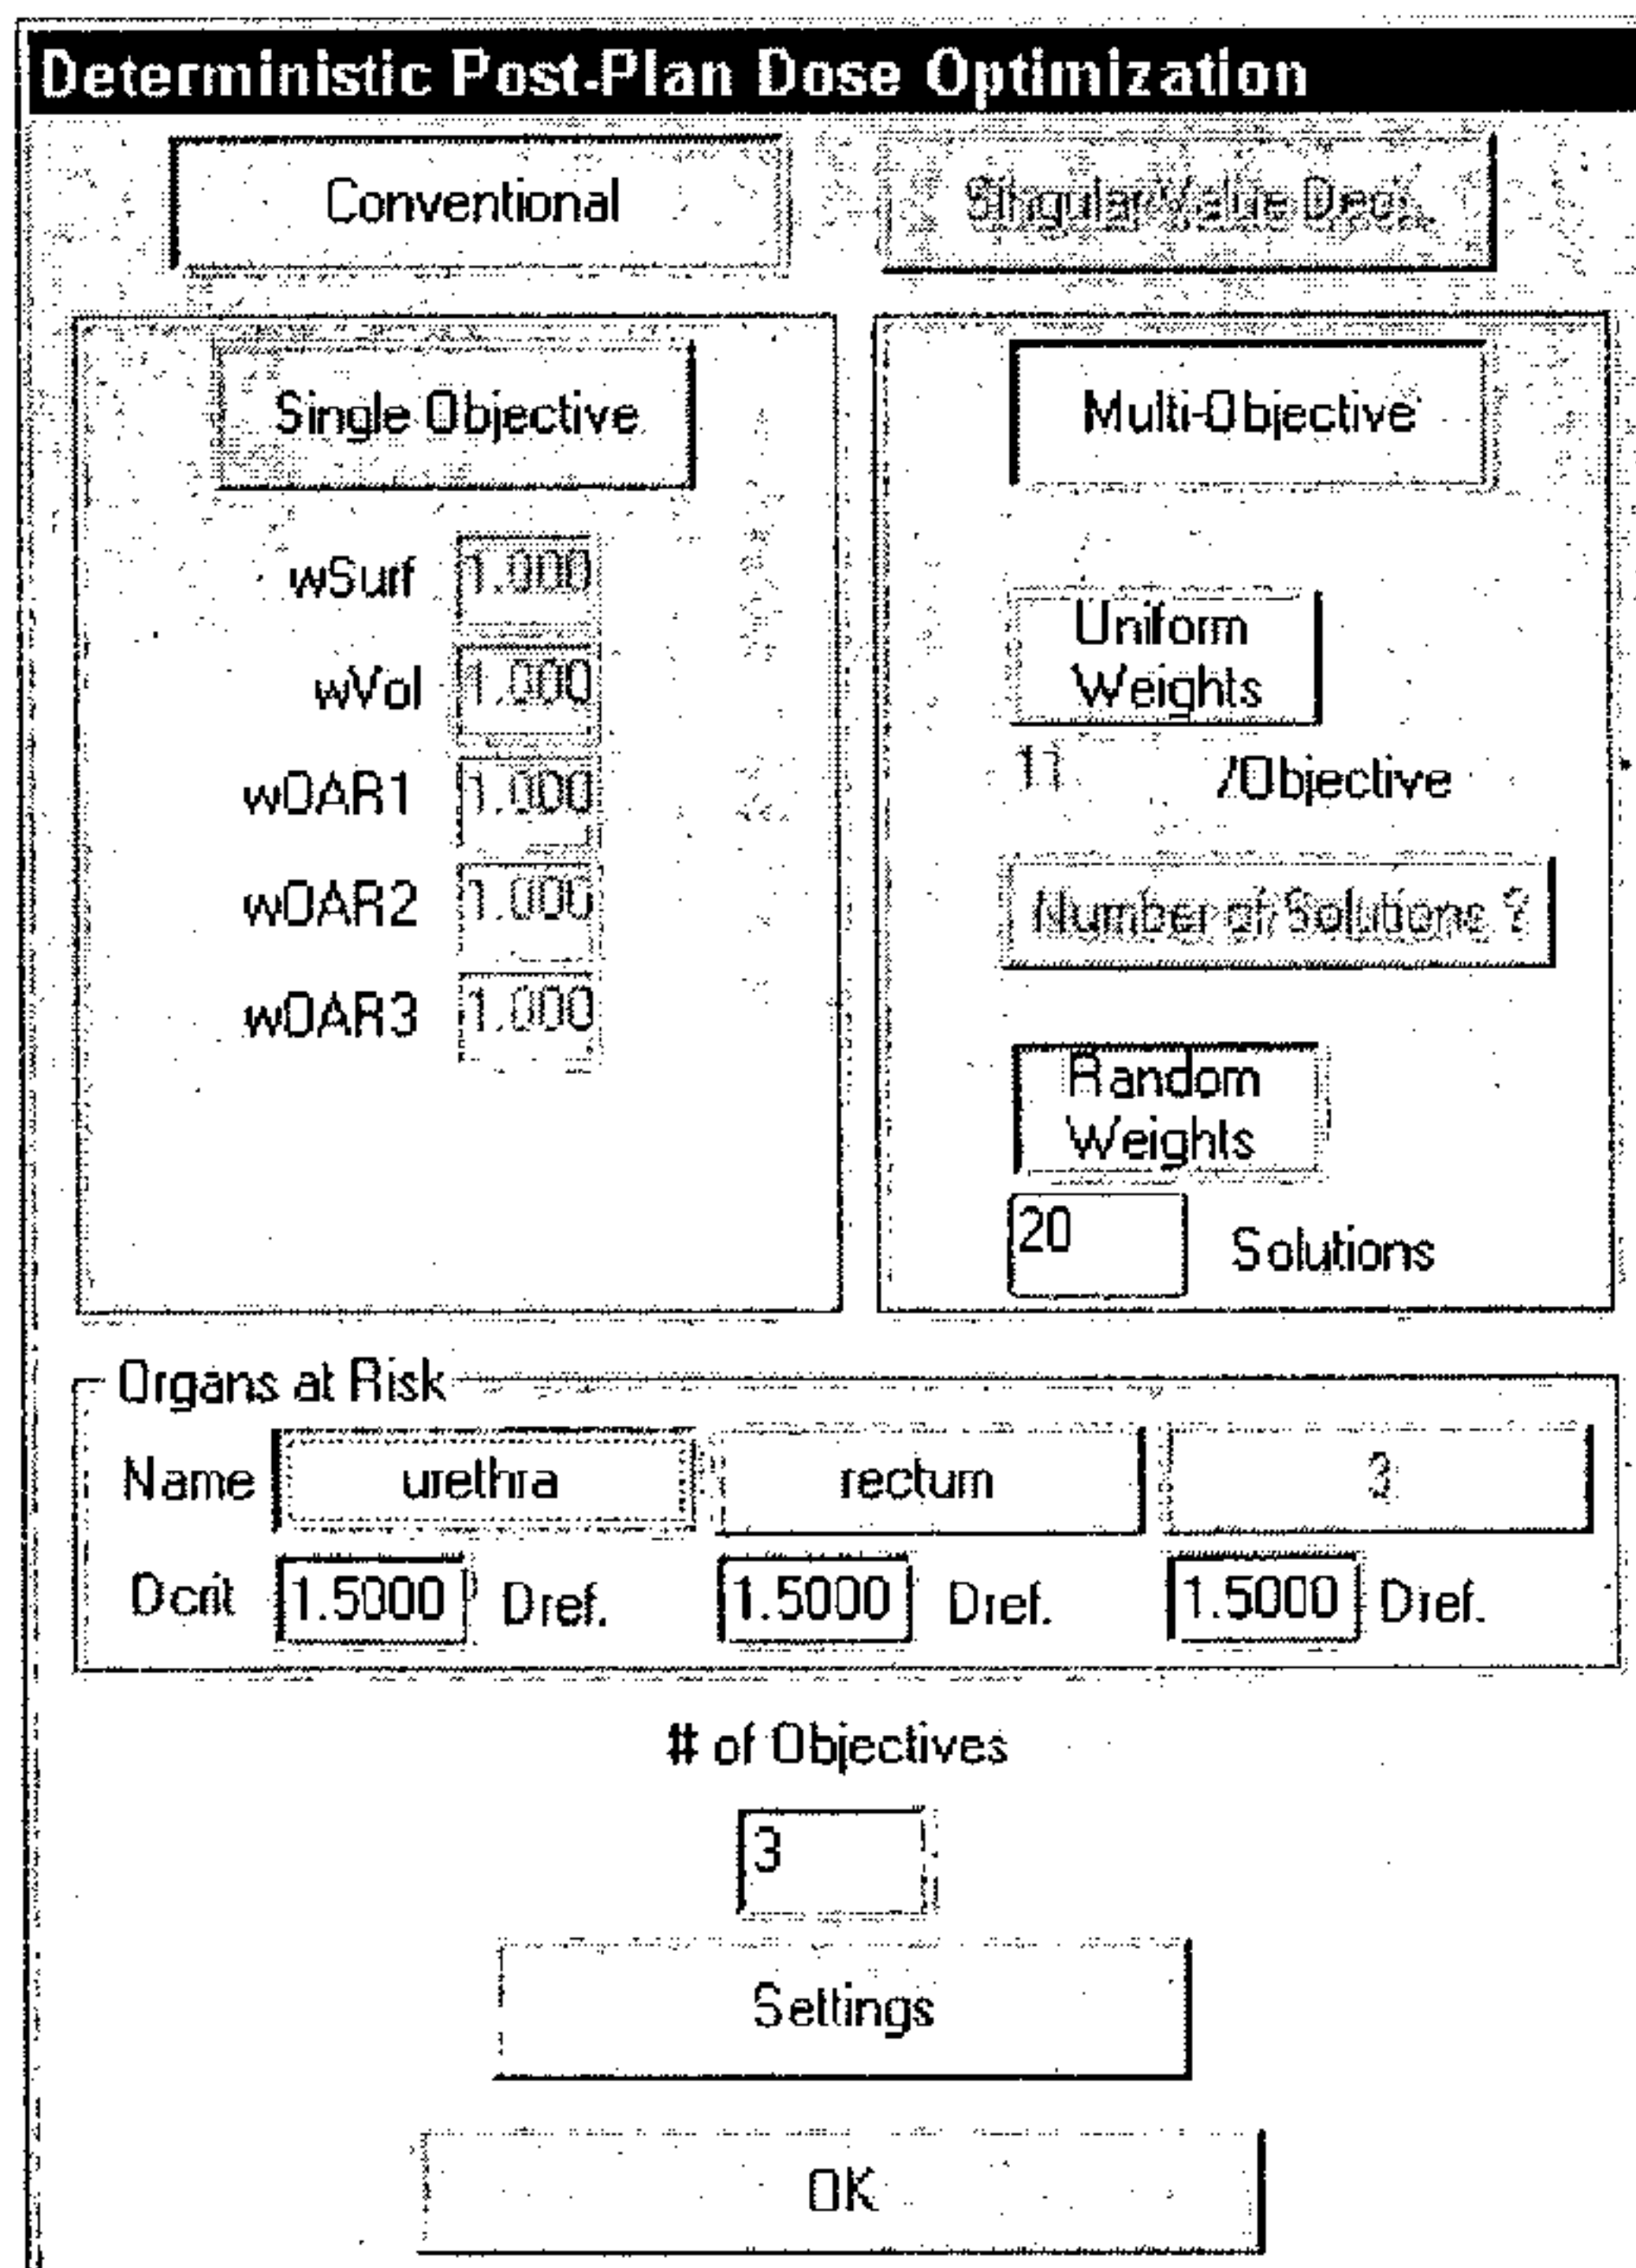 Deterministic Post-Plan Dose Optimization
Conventional
Singular Value Dec.
Single Objective
wSurf 1.000
wVol 1.000
wOAR1 1.000
wOAR2 1.000
wOAR3 1.000
Multi-Objective
Uniform
Weights
11 /Objective
Number of Solutions ?
Random
Weights
20 Solutions
Organs at Risk
Name urethra rectum 3
Dcrit 1.5000 Dref. 1.5000 Dref. 1.5000 Dref.
# of Objectives
3
Settings
OK